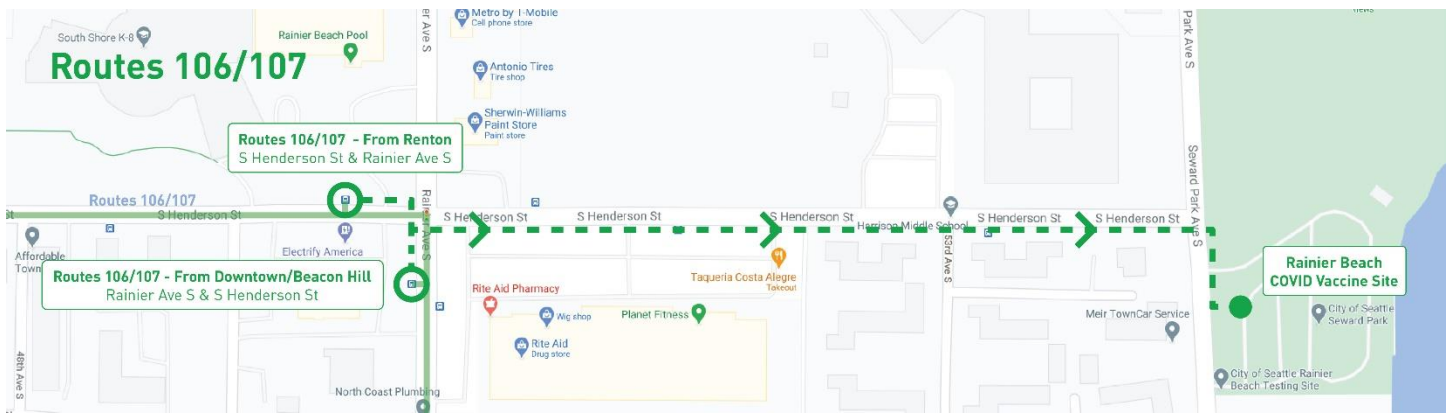 South Shore K-8
Rainier Beach Pool
Routes 106/107
Metro by T-Mobile
Cell phone store
Antonio Tires
Tire shop
Sherwin-Williams
Paint Store
Paint store
Rainier Ave S
Park Ave S
news
Routes 106/107 - From Renton
S Henderson St & Rainier Ave S
Routes 106/107
St
S Henderson St
S Henderson St
S Henderson St
S Henderson St
S Henderson St
S Henderson St
Harrison Middle School
Seward Park Ave S
Rainier Ave S
53rd Ave S
Affordable
Town
Electrify America
Routes 106/107 - From Downtown/Beacon Hill
Rainier Ave S & S Henderson St
Rainier Beach
COVID Vaccine Site
Taqueria Costa Alegre
Takeout
Rite Aid Pharmacy
Wig shop
Planet Fitness
Meir TownCar Service
City of Seattle
Seward Park
Rite Aid
Drug store
48th Ave S
North Coast Plumbing
City of Seattle Rainier
Beach Testing Site